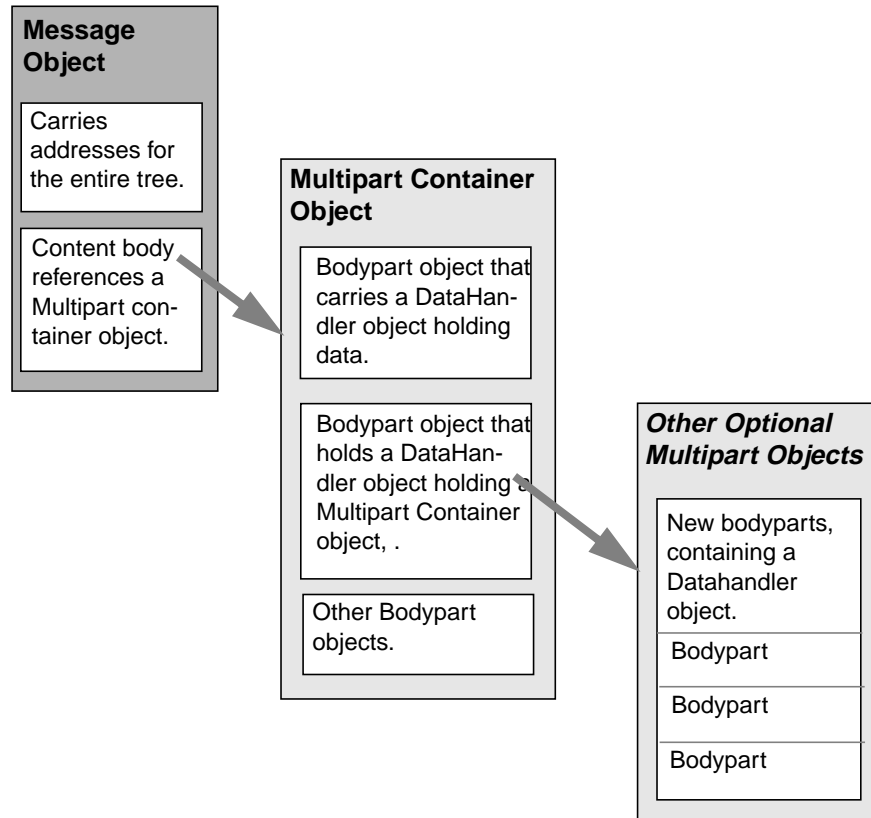 Message
Object
Carries
addresses for
the entire tree.
Content body
references a
Multipart con-
tainer object.
Multipart Container
Object
Bodypart object that
carries a DataHan-
dler object holding
data.
Bodypart object that
holds a DataHan-
dler object holding a
Multipart Container
object, .
Other Bodypart
objects.
Other Optional
Multipart Objects
New bodyparts,
containing a
Datahandler
object.
Bodypart
Bodypart
Bodypart